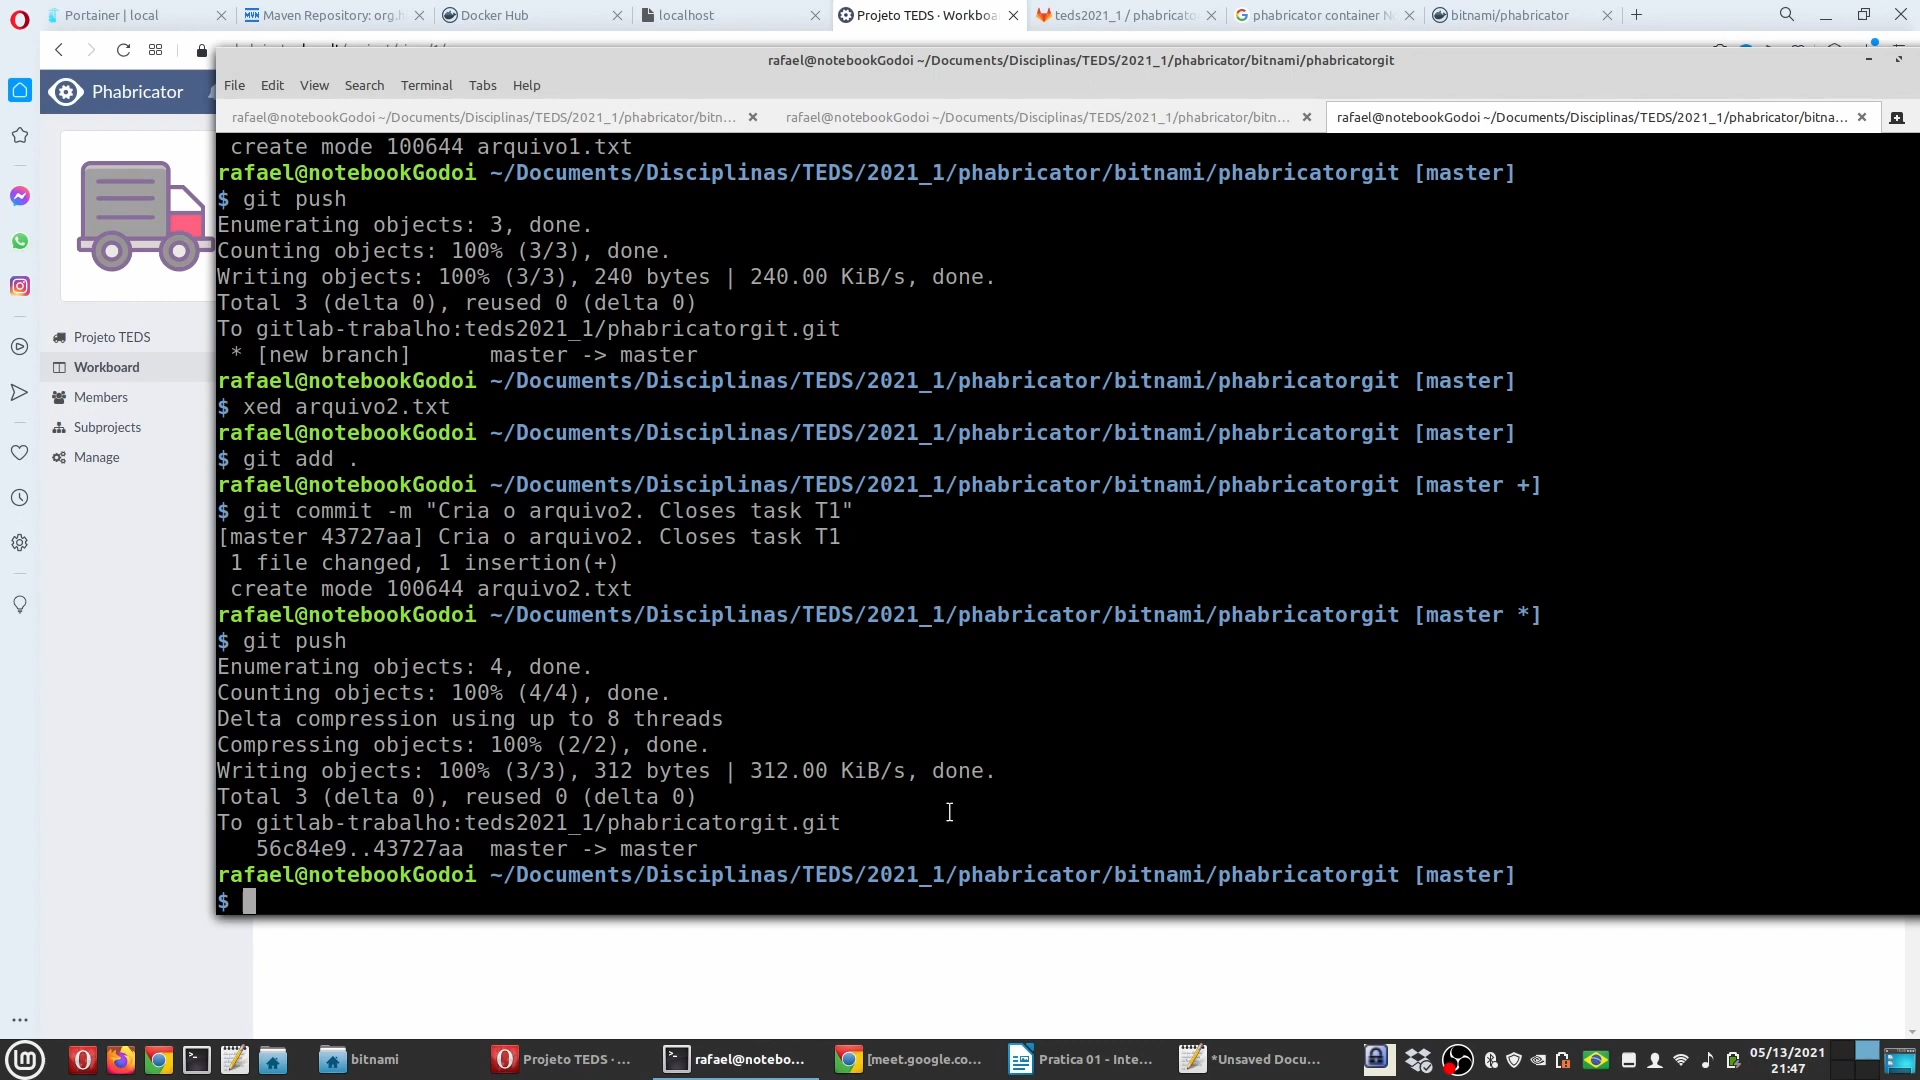 Portainer | local
Maven Repository: org.h
Docker Hub
localhost
Projeto TEDS · Workboa
teds2021_1 / phabricato
phabricator container N
bitnami/phabricator
rafael@notebookGodoi ~/Documents/Disciplinas/TEDS/2021_1/phabricator/bitnami/phabricatorgit
File Edit View Search Terminal Tabs Help
rafael@notebookGodoi ~/Documents/Disciplinas/TEDS/2021_1/phabricator/bitn...
rafael@notebookGodoi ~/Documents/Disciplinas/TEDS/2021_1/phabricator/bitn...
rafael@notebookGodoi ~/Documents/Disciplinas/TEDS/2021_1/phabricator/bitna...
Phabricator
Projeto TEDS
Workboard
Members
Subprojects
Manage
create mode 100644 arquivo1.txt
rafael@notebookGodoi ~/Documents/Disciplinas/TEDS/2021_1/phabricator/bitnami/phabricatorgit [master]
$ git push
Enumerating objects: 3, done.
Counting objects: 100% (3/3), done.
Writing objects: 100% (3/3), 240 bytes | 240.00 KiB/s, done.
Total 3 (delta 0), reused 0 (delta 0)
To gitlab-trabalho:teds2021_1/phabricatorgit.git
* [new branch] master -> master
rafael@notebookGodoi ~/Documents/Disciplinas/TEDS/2021_1/phabricator/bitnami/phabricatorgit [master]
$ xed arquivo2.txt
rafael@notebookGodoi ~/Documents/Disciplinas/TEDS/2021_1/phabricator/bitnami/phabricatorgit [master]
$ git add .
rafael@notebookGodoi ~/Documents/Disciplinas/TEDS/2021_1/phabricator/bitnami/phabricatorgit [master +]
$ git commit -m "Cria o arquivo2. Closes task T1"
[master 43727aa] Cria o arquivo2. Closes task T1
1 file changed, 1 insertion(+)
create mode 100644 arquivo2.txt
rafael@notebookGodoi ~/Documents/Disciplinas/TEDS/2021_1/phabricator/bitnami/phabricatorgit [master *]
$ git push
Enumerating objects: 4, done.
Counting objects: 100% (4/4), done.
Delta compression using up to 8 threads
Compressing objects: 100% (2/2), done.
Writing objects: 100% (3/3), 312 bytes | 312.00 KiB/s, done.
Total 3 (delta 0), reused 0 (delta 0)
To gitlab-trabalho:teds2021_1/phabricatorgit.git
56c84e9..43727aa master -> master
rafael@notebookGodoi ~/Documents/Disciplinas/TEDS/2021_1/phabricator/bitnami/phabricatorgit [master]
$
bitnami
Projeto TEDS · ...
rafael@notebo...
[meet.google.co...
Pratica 01 - Inte...
*Unsaved Docu...
05/13/2021
21:47